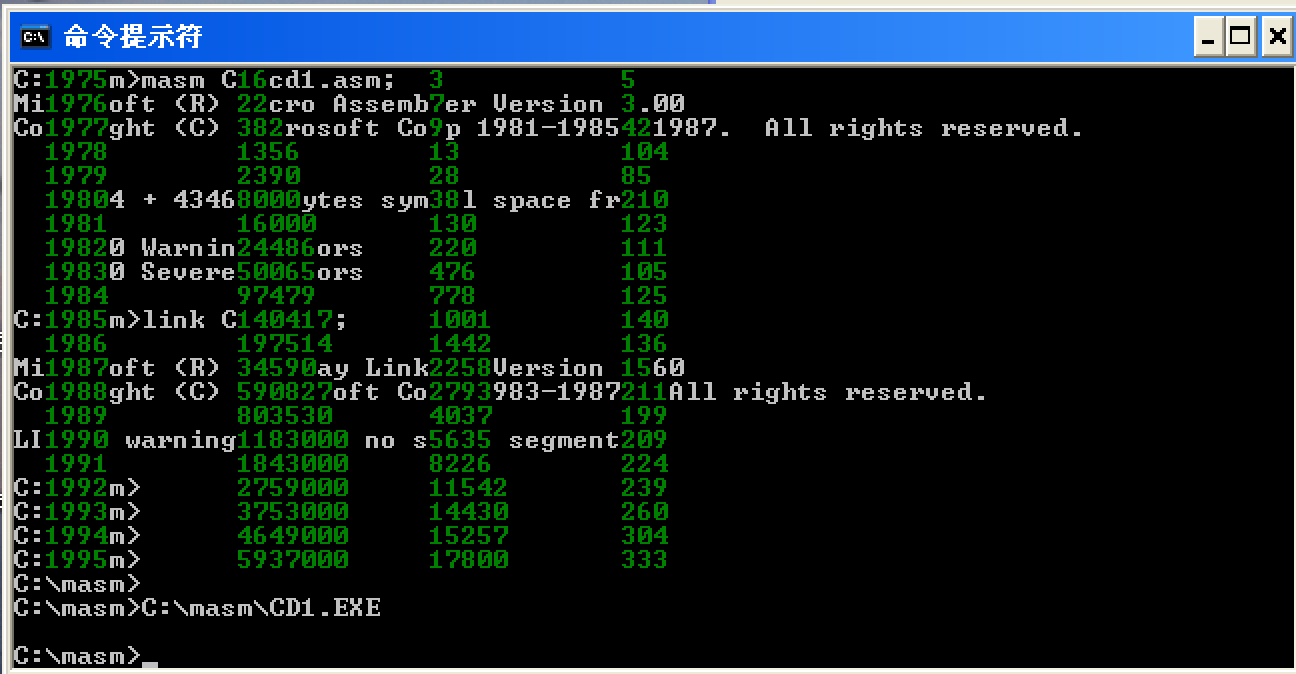 命令提示符
C:1975m>masm C16cd1.asm;  3           5
Mi1976oft (R) 22cro Assemb7er Version 3.00
Co1977ght (C) 382rosoft Co9p 1981-1985421987.  All rights reserved.
  1978        1356        13          104
  1979        2390        28          85
  19804 + 43468000ytes sym38l space fr210
  1981        16000       130         123
  19820 Warnin24486ors    220         111
  19830 Severe50065ors    476         105
  1984        97479       778         125
C:1985m>link C140417;     1001        140
  1986        197514      1442        136
Mi1987oft (R) 34590ay Link2258Version 1560
Co1988ght (C) 590827oft Co2793983-1987211All rights reserved.
  1989        803530      4037        199
LI1990 warning1183000 no s5635 segment209
  1991        1843000     8226        224
C:1992m>      2759000     11542       239
C:1993m>      3753000     14430       260
C:1994m>      4649000     15257       304
C:1995m>      5937000     17800       333
C:\masm>
C:\masm>C:\masm\CD1.EXE
C:\masm>